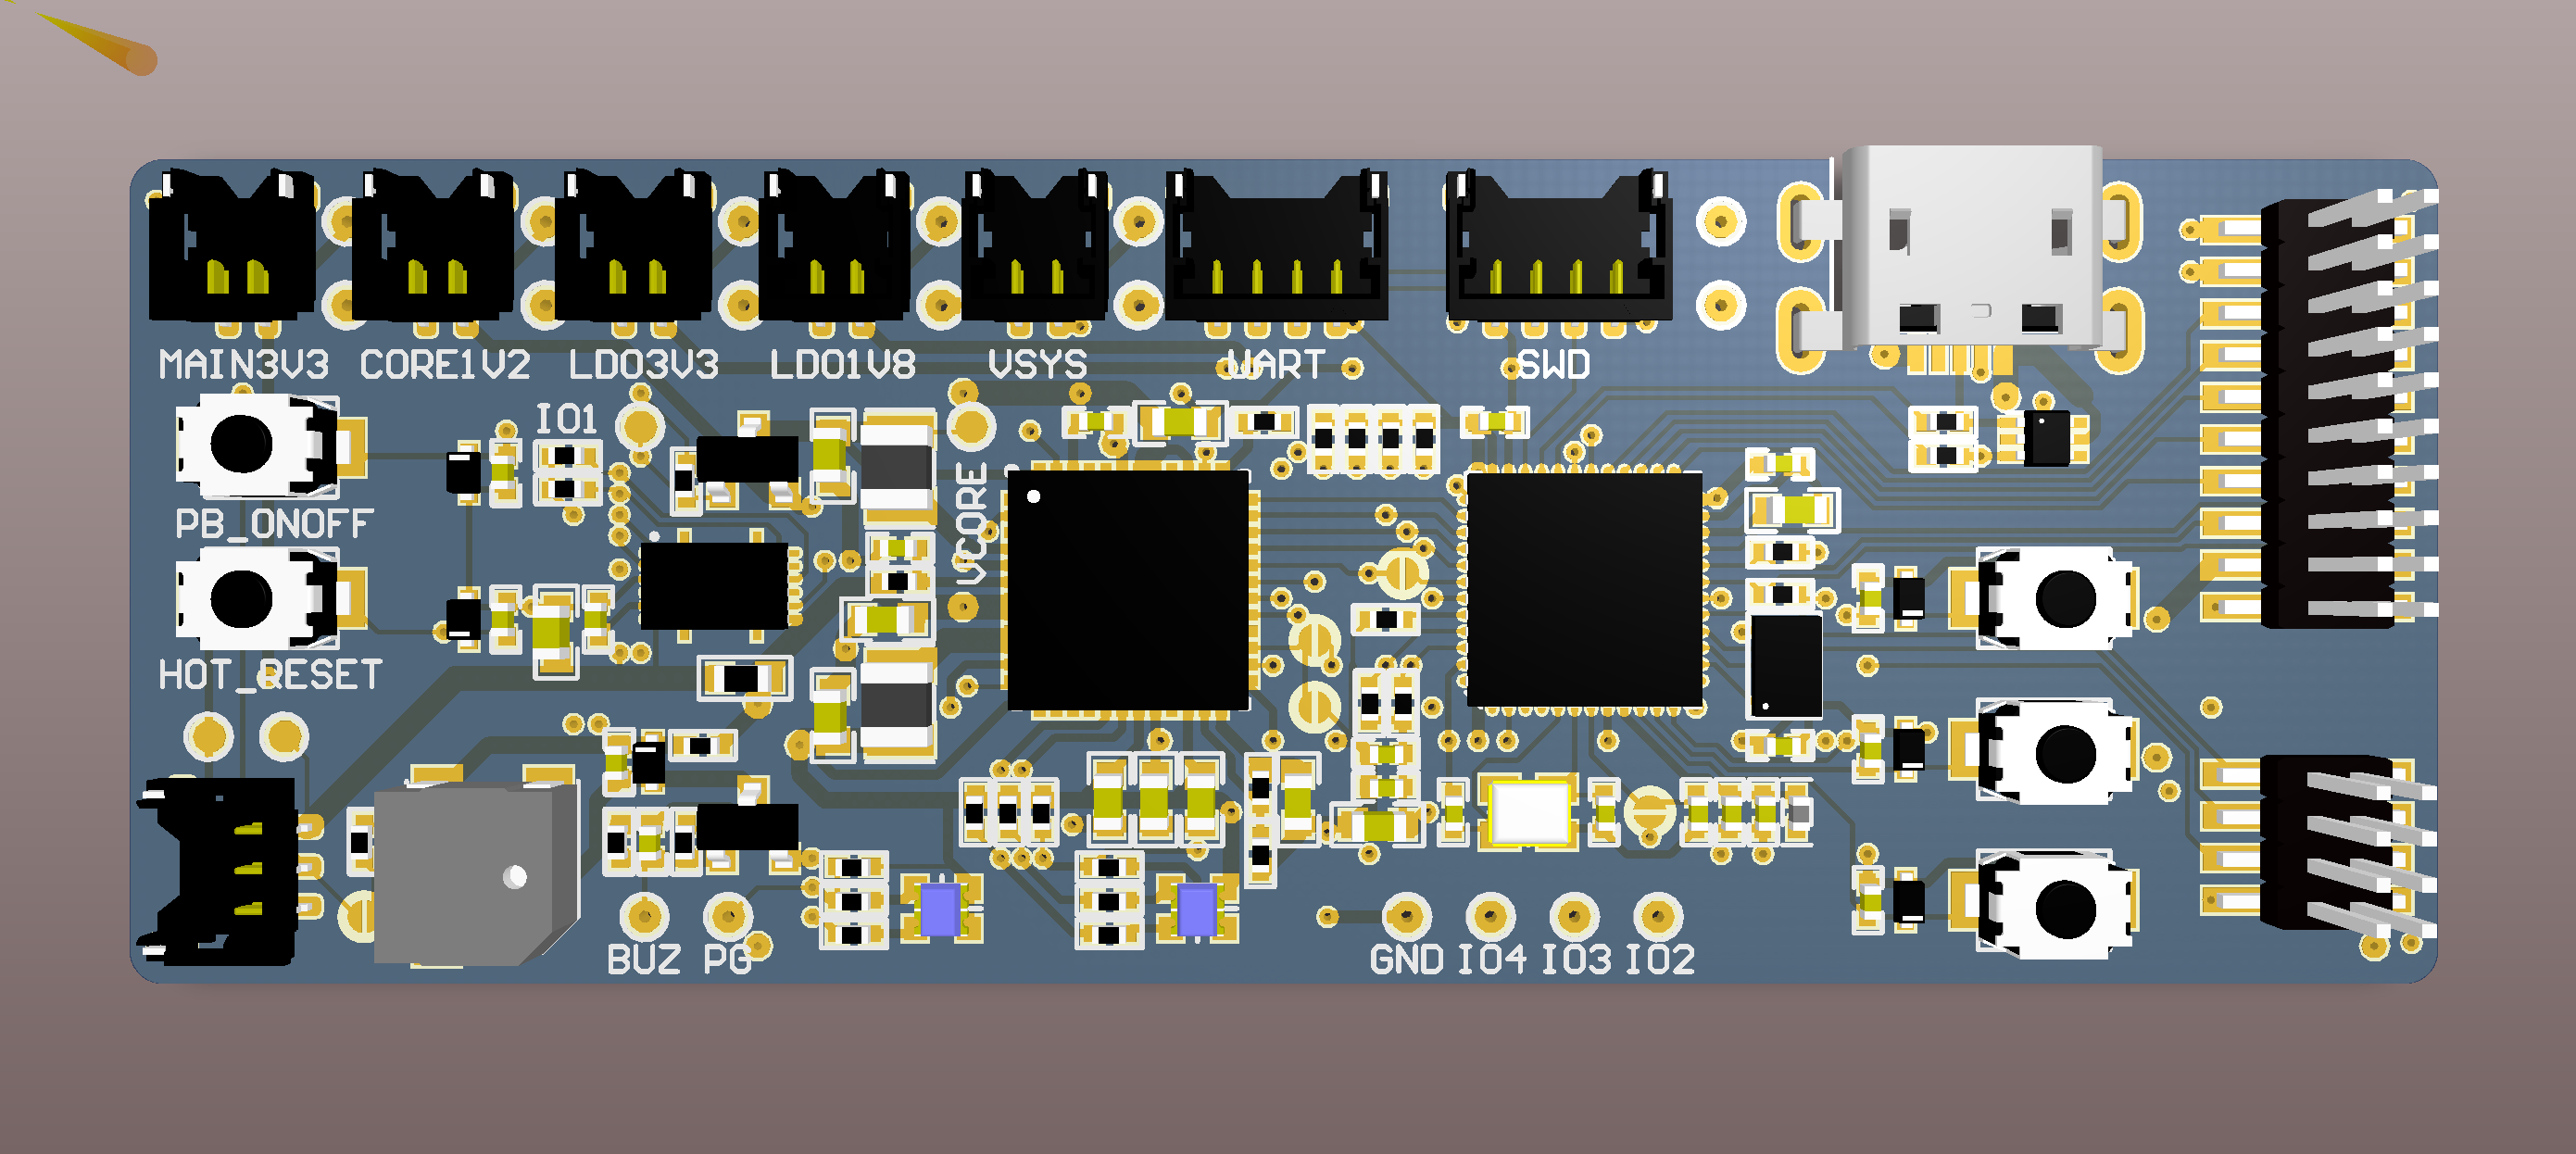 MAIN3V3 CORE1V2 LDO3V3 LDO1V8 VSYS UART SWD
IO1
PB_ONOFF
VCORE
HOT_RESET
BUZ PG GND IO4 IO3 IO2